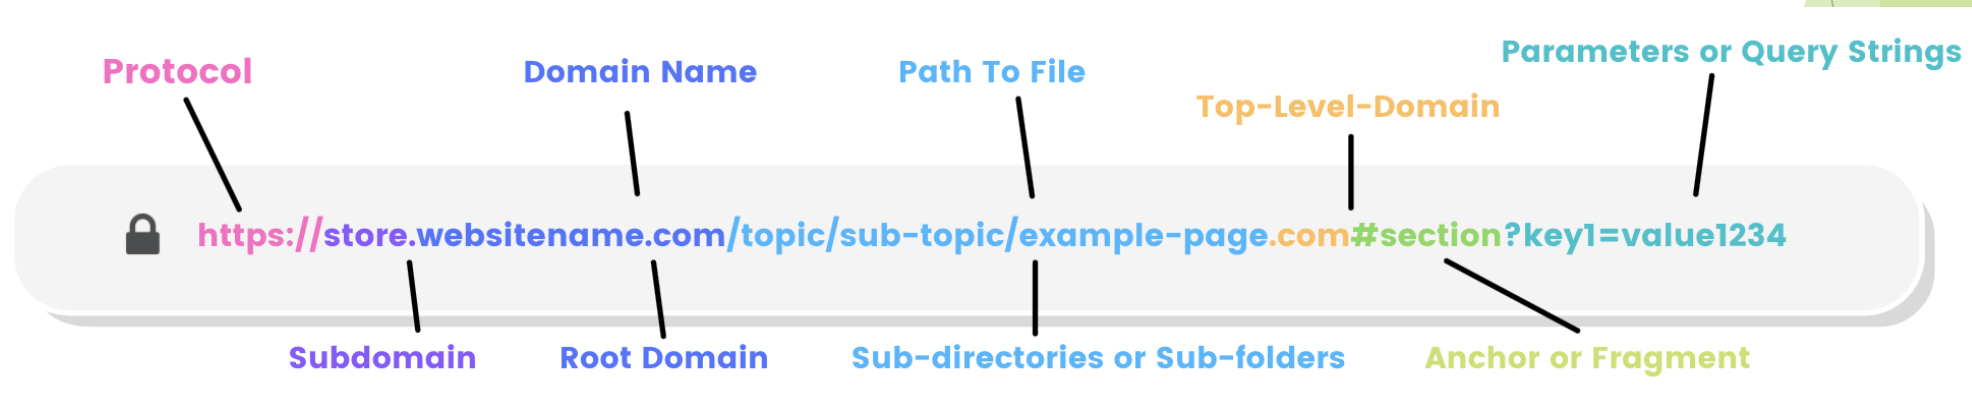 Parameters or Query Strings
Protocol
Domain Name
Path To File
Top-Level-Domain
https://store.websitename.com/topic/sub-topic/example-page.com#section?key1=value1234
Subdomain
Root Domain
Sub-directories or Sub-folders
Anchor or Fragment